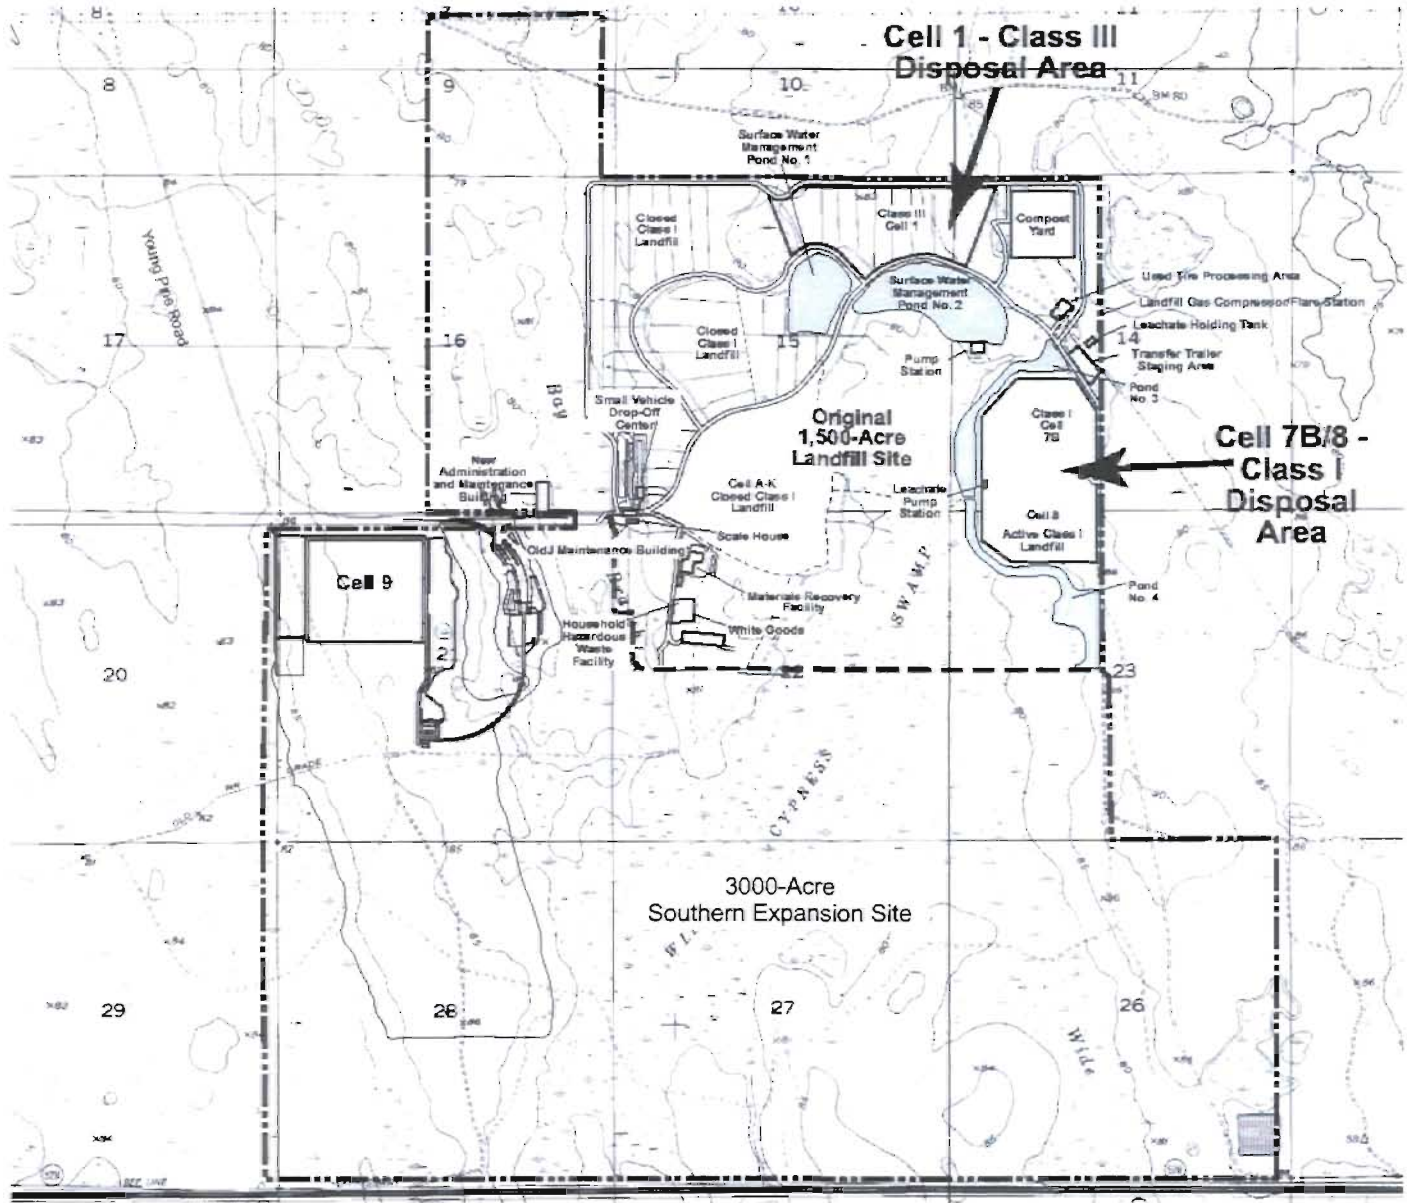 Cell 1 - Class III
Disposal Area
8
9
10
11
BM 80
85
Surface Water
Management
Pond No. 1
Closed
Class I
Landfill
Class III
Cell 1
Compost
Yard
Young Pine Road
Surface Water
Management
Pond No. 2
Used Tire Processing Area
Landfill Gas Compressor/Flare Station
Leachate Holding Tank
17
16
15
14
Closed
Class I
Landfill
Pump
Station
Transfer Trailer
Staging Area
Pond
No. 3
Bay
Small Vehicle
Drop-Off
Center
Original
1,500-Acre
Landfill Site
Class I
Cell
7B
Cell 7B/8 -
Class I
Disposal
Area
New
Administration
and Maintenance
Building
Cell A-K
Closed Class I
Landfill
Leachate
Pump
Station
Cell 8
Active Class I
Landfill
Scale House
Old Maintenance Building
Cell 9
SWAMP
Materials Recovery
Facility
Pond
No. 4
Household
Hazardous
Waste
Facility
White Goods
20
22
23
GRADE
CYPRESS
3000-Acre
Southern Expansion Site
29
28
27
26
Wide